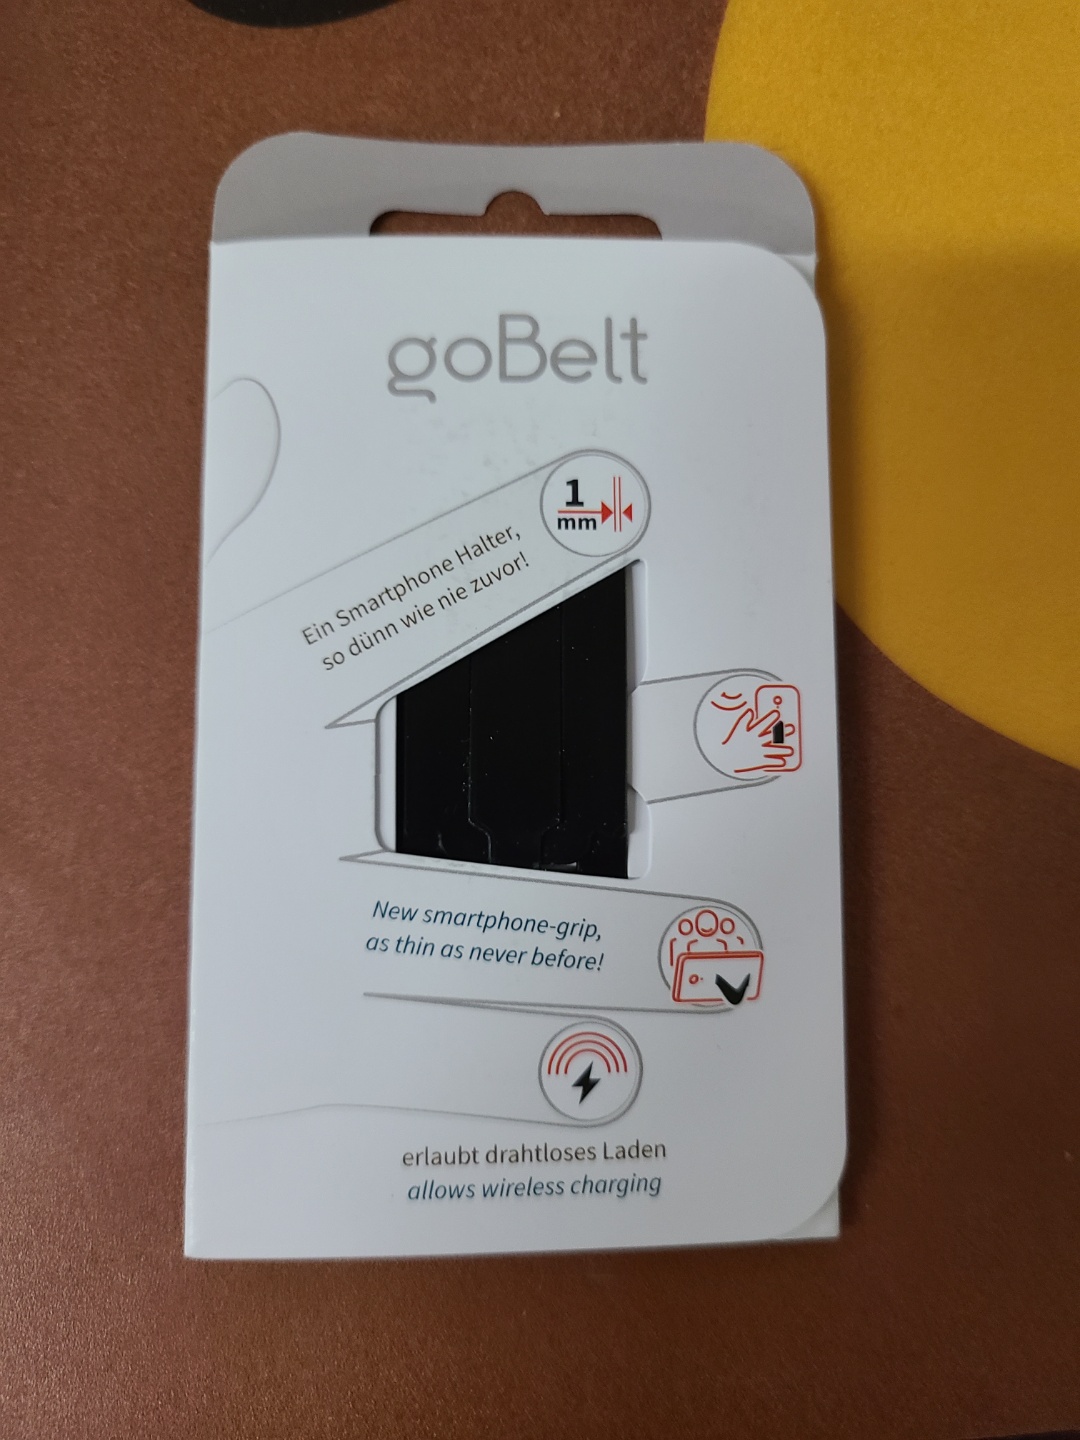 goBelt
1
mm
Ein Smartphone Halter,
so dünn wie nie zuvor!
New smartphone-grip,
as thin as never before!
erlaubt drahtloses Laden
allows wireless charging